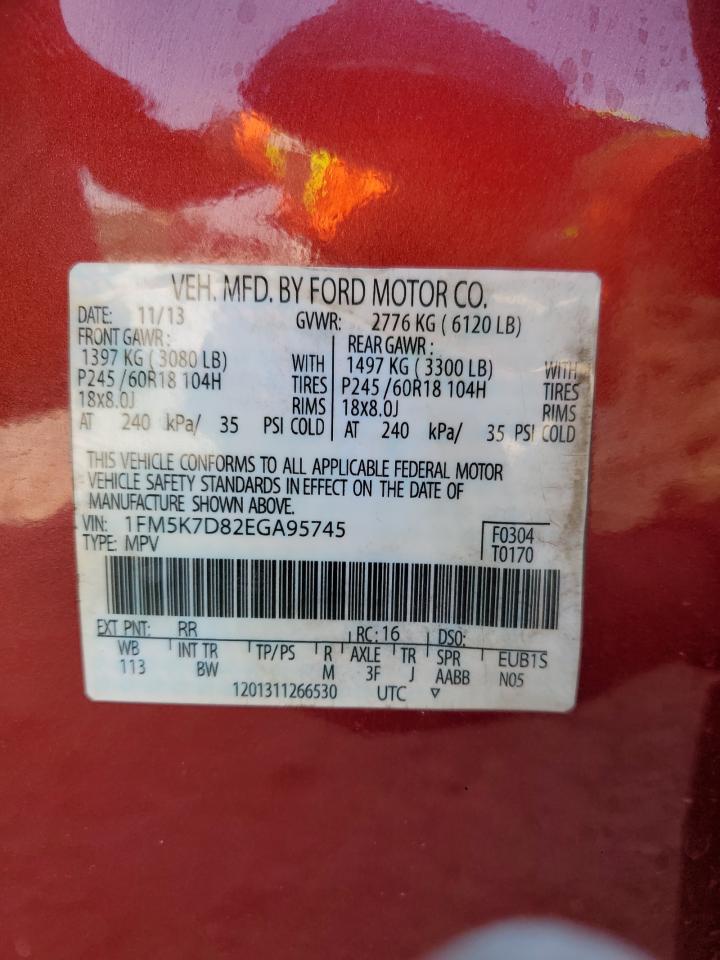 VEH. MFD. BY FORD MOTOR CO.
DATE: 11/13 GVWR: 2776 KG ( 6120 LB)
FRONT GAWR:
1397 KG ( 3080 LB) WITH
P245 /60R18 104H TIRES
18x8.0J RIMS
AT 240 kPa/ 35 PSI COLD
REAR GAWR:
1497 KG ( 3300 LB) WITH
P245 /60R18 104H TIRES
18x8.0J RIMS
AT 240 kPa/ 35 PSI COLD
THIS VEHICLE CONFORMS TO ALL APPLICABLE FEDERAL MOTOR
VEHICLE SAFETY STANDARDS IN EFFECT ON THE DATE OF
MANUFACTURE SHOWN ABOVE.
VIN: 1FM5K7D82EGA95745
TYPE: MPV
F0304
T0170
EXT PNT: RR RC: 16 DSO:
WB INT TR TP/PS R AXLE TR SPR EUB1S
113 BW M 3F J AABB N05
1201311266530 UTC ▽